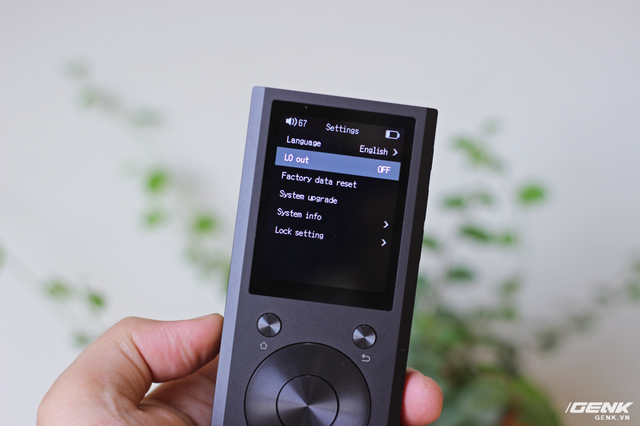 67 Settings
Language English
LO out OFF
Factory data reset
System upgrade
System info
Lock setting
GENK
GENK.VN